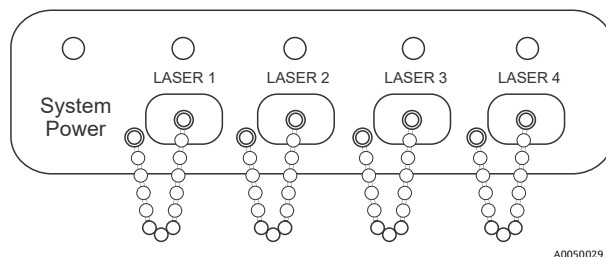 LASER 1 LASER 2 LASER 3 LASER 4
System
Power
A0050029